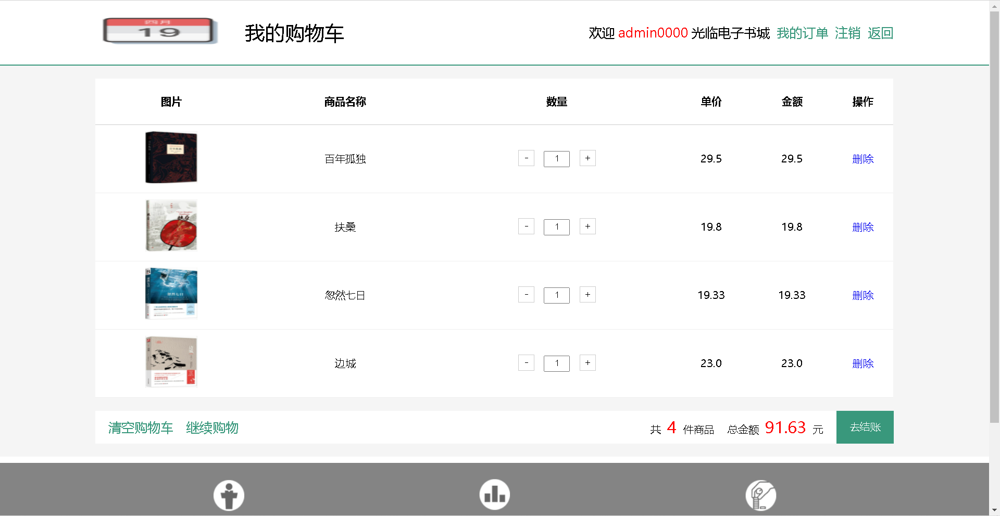 四月
19
我的购物车
欢迎 admin0000 光临电子书城 我的订单 注销 返回
图片 商品名称 数量 单价 金额 操作
百年孤独 - 1 + 29.5 29.5 删除
扶桑 - 1 + 19.8 19.8 删除
忽然七日 - 1 + 19.33 19.33 删除
边城 - 1 + 23.0 23.0 删除
清空购物车 继续购物 共 4 件商品 总金额 91.63 元 去结账